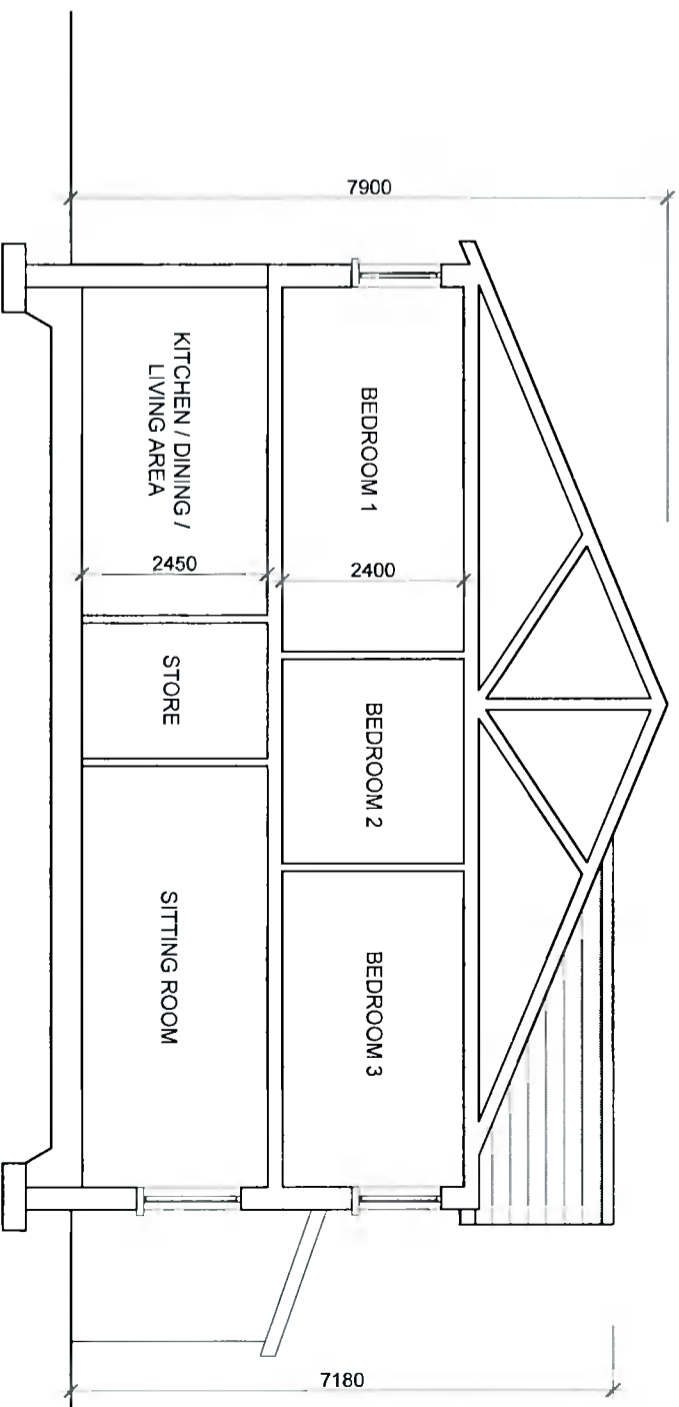 7900
BEDROOM 1
BEDROOM 2
BEDROOM 3
2400
KITCHEN / DINING /
LIVING AREA
2450
STORE
SITTING ROOM
7180